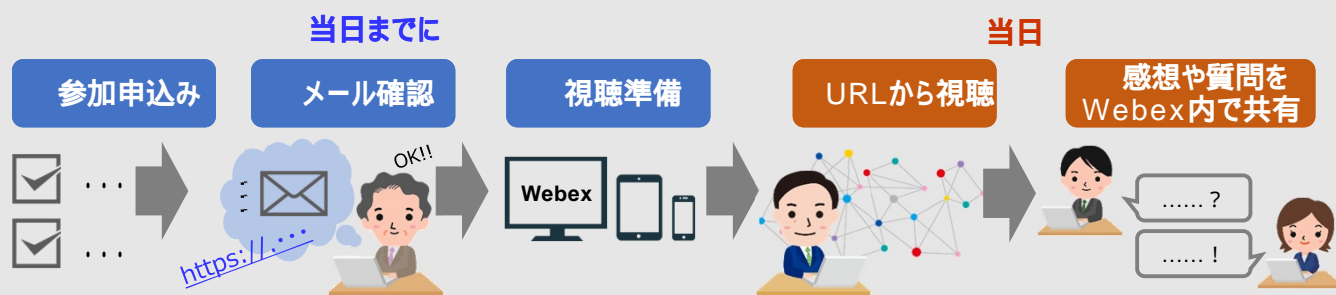 当日までに
当日
参加申込み
メール確認
視聴準備
URLから視聴
感想や質問を
Webex内で共有
・・・
・・・
OK!!
https://.・・・
Webex
……？
……！